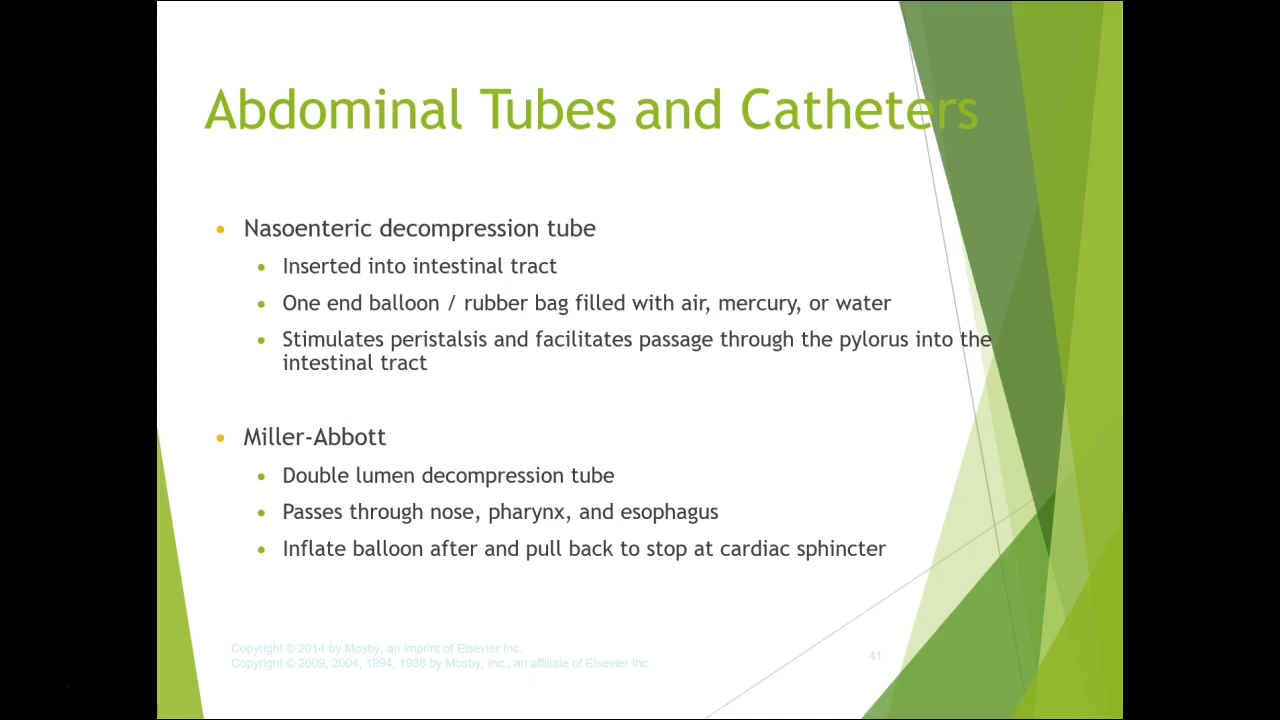 Abdominal Tubes and Catheters
• Nasoenteric decompression tube
• Inserted into intestinal tract
• One end balloon / rubber bag filled with air, mercury, or water
• Stimulates peristalsis and facilitates passage through the pylorus into the
intestinal tract
• Miller-Abbott
• Double lumen decompression tube
• Passes through nose, pharynx, and esophagus
• Inflate balloon after and pull back to stop at cardiac sphincter
Copyright © 2014 by Mosby, an imprint of Elsevier Inc.
Copyright © 2009, 2004, 1994, 1988 by Mosby, Inc., an affiliate of Elsevier Inc.
41